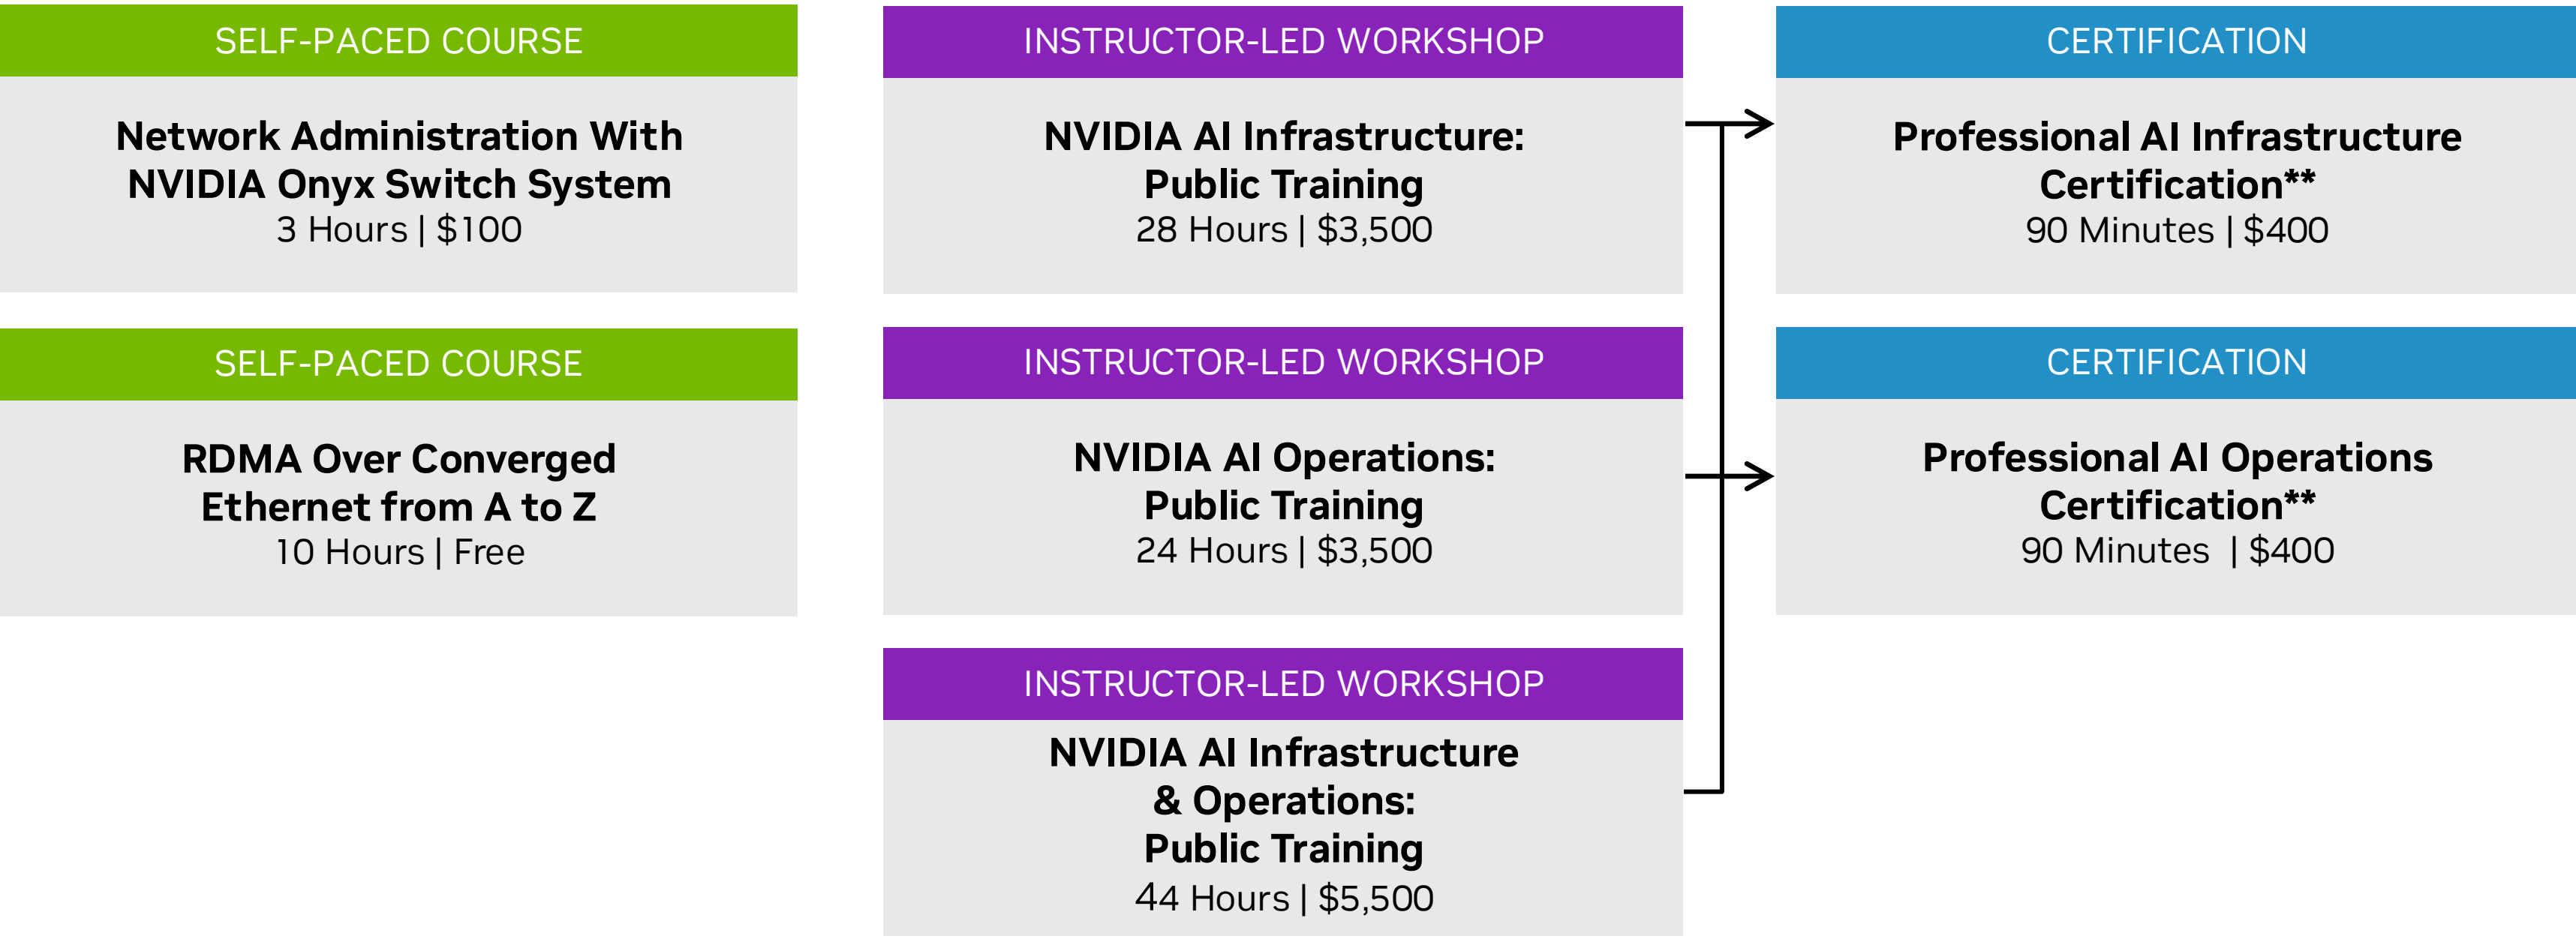 SELF-PACED COURSE
Network Administration With
NVIDIA Onyx Switch System
3 Hours | $100
SELF-PACED COURSE
RDMA Over Converged
Ethernet from A to Z
10 Hours | Free
INSTRUCTOR-LED WORKSHOP
NVIDIA AI Infrastructure:
Public Training
28 Hours | $3,500
INSTRUCTOR-LED WORKSHOP
NVIDIA AI Operations:
Public Training
24 Hours | $3,500
INSTRUCTOR-LED WORKSHOP
NVIDIA AI Infrastructure
& Operations:
Public Training
44 Hours | $5,500
CERTIFICATION
Professional AI Infrastructure
Certification**
90 Minutes | $400
CERTIFICATION
Professional AI Operations
Certification**
90 Minutes  | $400